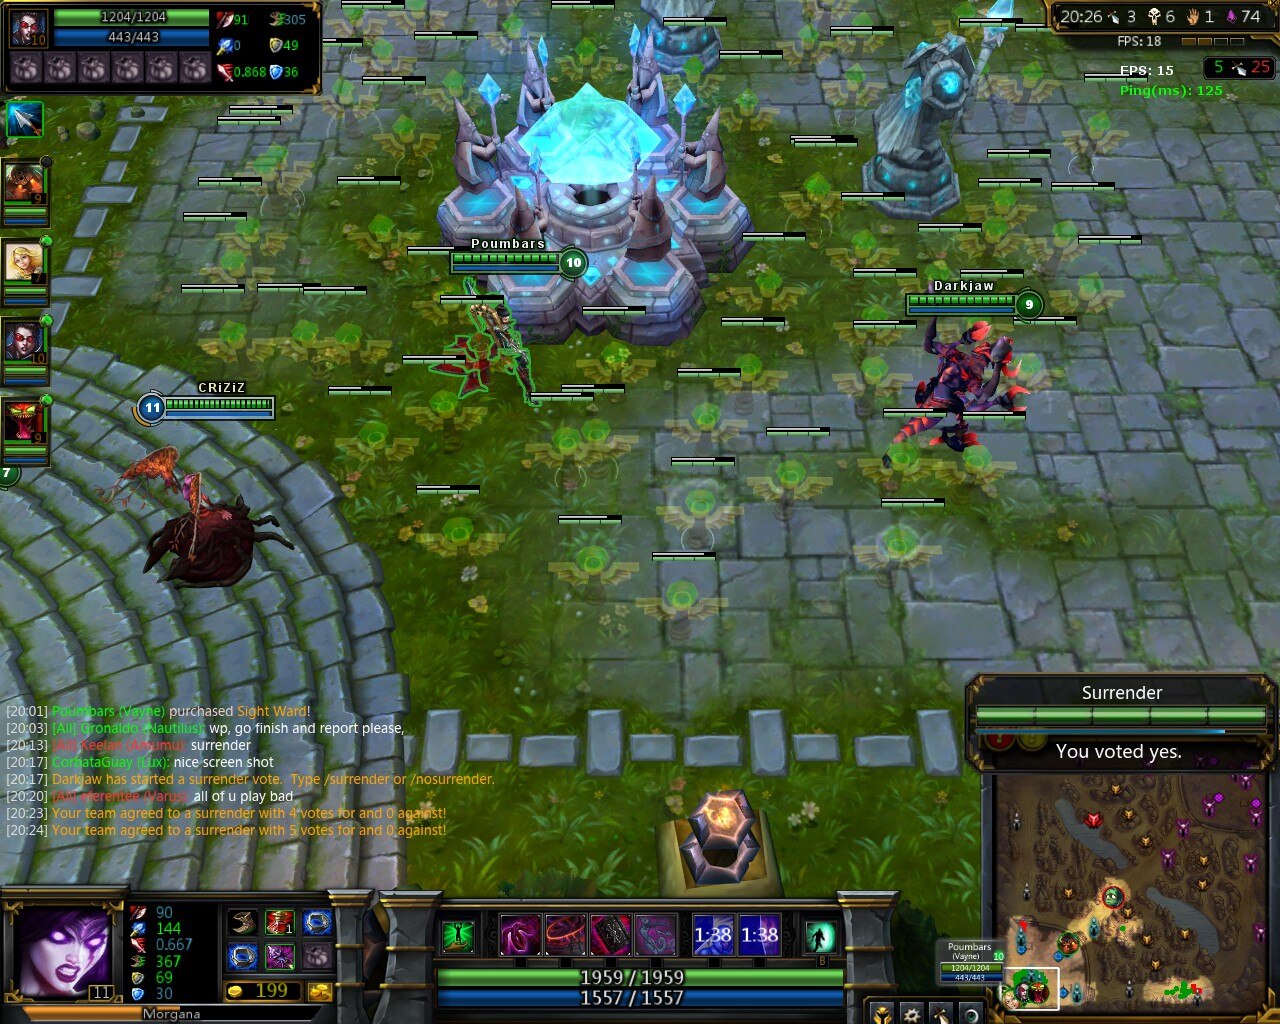 1204/1204
443/443
10
91
305
0
49
0.868
36
20:26 3 6 1 74
FPS: 18
EPS: 15
5 25
Ping(ms): 125
9
10
9
7
Poumbars
10
Darkjaw
9
CRiZiZ
11
[20:01] Poumbars (Vayne) purchased Sight Ward!
[20:03] [All] Gronaldo (Nautilus): wp, go finish and report please,
[20:13] [All] Keelah (Amumu): surrender
[20:17] CorbataGuay (Lux): nice screen shot
[20:17] Darkjaw has started a surrender vote. Type /surrender or /nosurrender.
[20:20] [All] eferentee (Varus): all of u play bad
[20:23] Your team agreed to a surrender with 4 votes for and 0 against!
[20:24] Your team agreed to a surrender with 5 votes for and 0 against!
Surrender
You voted yes.
Poumbars
(Vayne) 10
1204/1204
443/443
90
144
0.667
367
69
30
11
1
199
Morgana
1:38 1:38
B
1959 / 1959
1557 / 1557